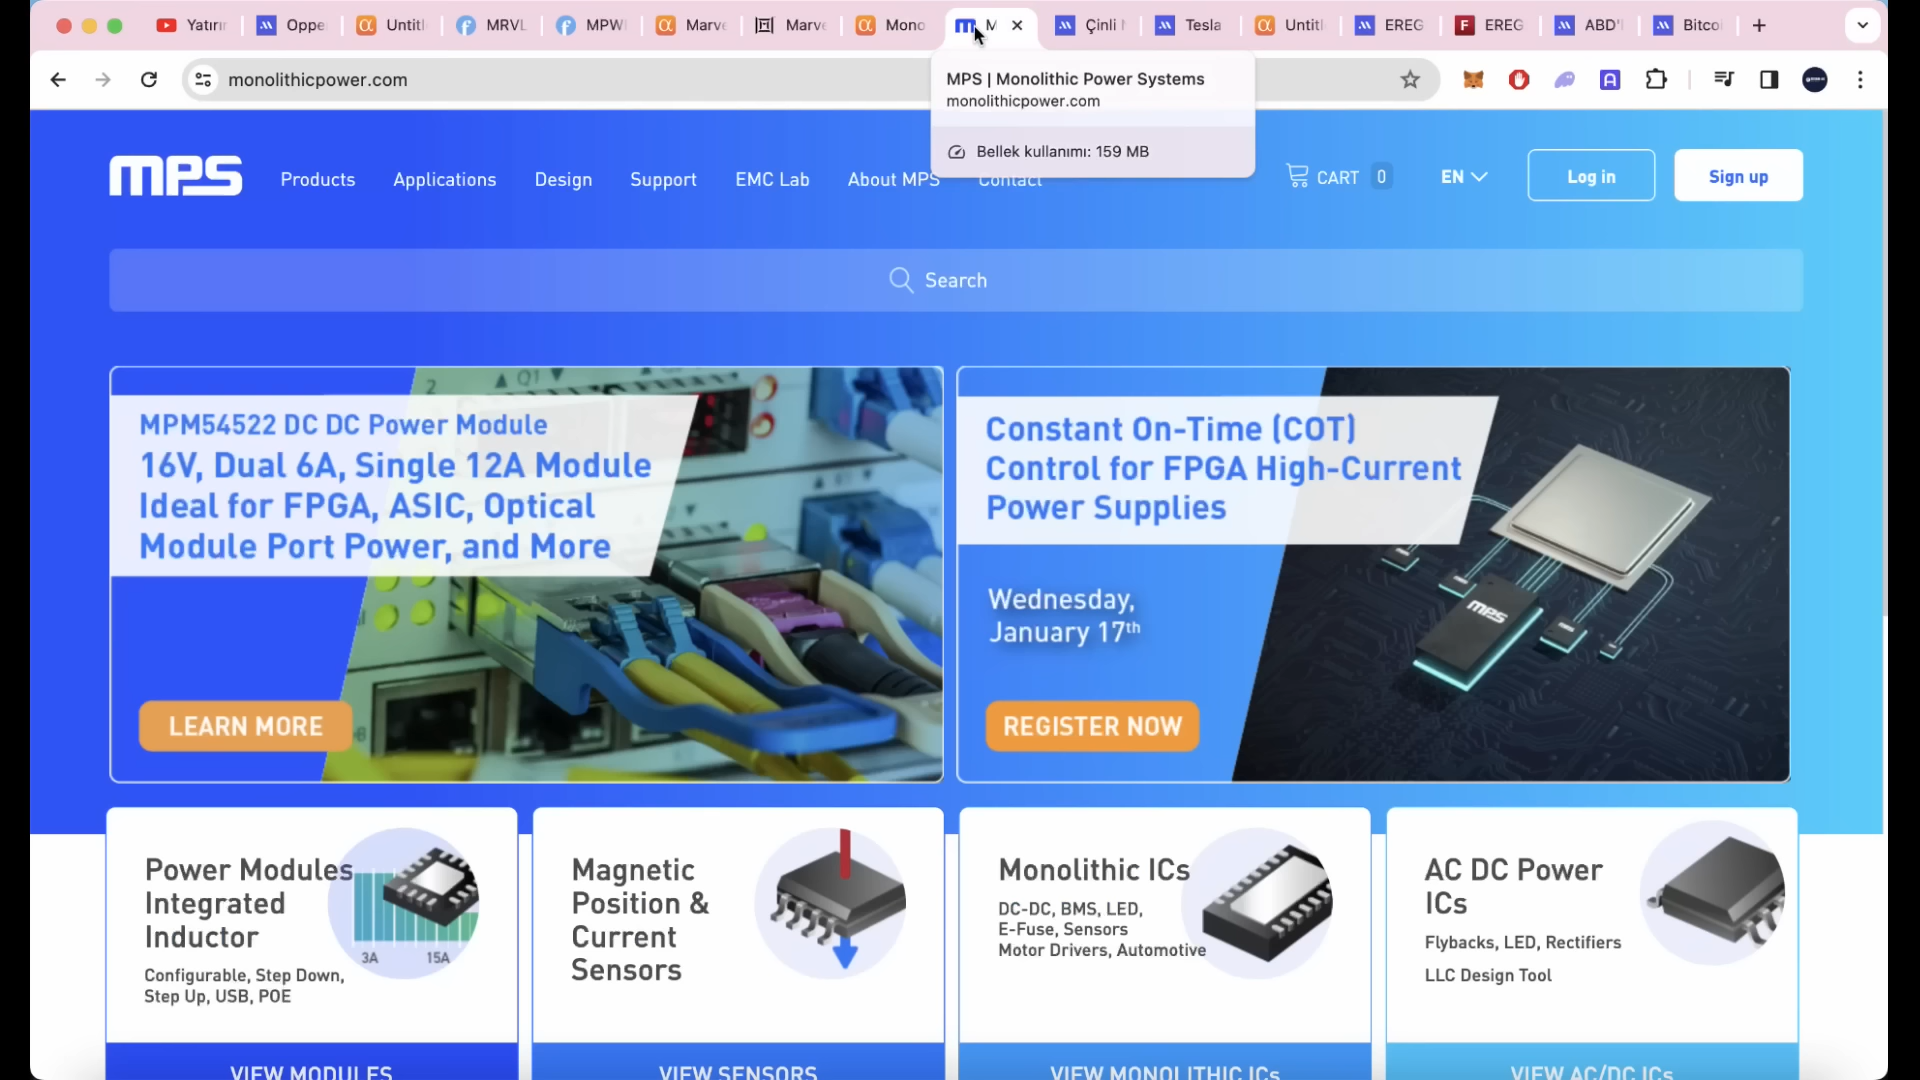 Yatırı
Oppe
Untitl
MRVL
MPW
Marve
Marve
Mono
M
Çinli
Tesla
Untit
EREG
EREG
ABD'
Bitco
monolithicpower.com
MPS | Monolithic Power Systems
monolithicpower.com
Bellek kullanımı: 159 MB
mPS
Products
Applications
Design
Support
EMC Lab
About MPS
Contact
CART 0
EN
Log in
Sign up
Search
MPM54522 DC DC Power Module
16V, Dual 6A, Single 12A Module
Ideal for FPGA, ASIC, Optical
Module Port Power, and More
LEARN MORE
2
Q1
Constant On-Time (COT)
Control for FPGA High-Current
Power Supplies
Wednesday,
January 17th
REGISTER NOW
mPS
Power Modules
Integrated
Inductor
Configurable, Step Down,
Step Up, USB, POE
3A 15A
VIEW MODULES
Magnetic
Position &
Current
Sensors
VIEW SENSORS
Monolithic ICs
DC-DC, BMS, LED,
E-Fuse, Sensors
Motor Drivers, Automotive
VIEW MONOLITHIC ICs
AC DC Power
ICs
Flybacks, LED, Rectifiers
LLC Design Tool
VIEW AC/DC ICs